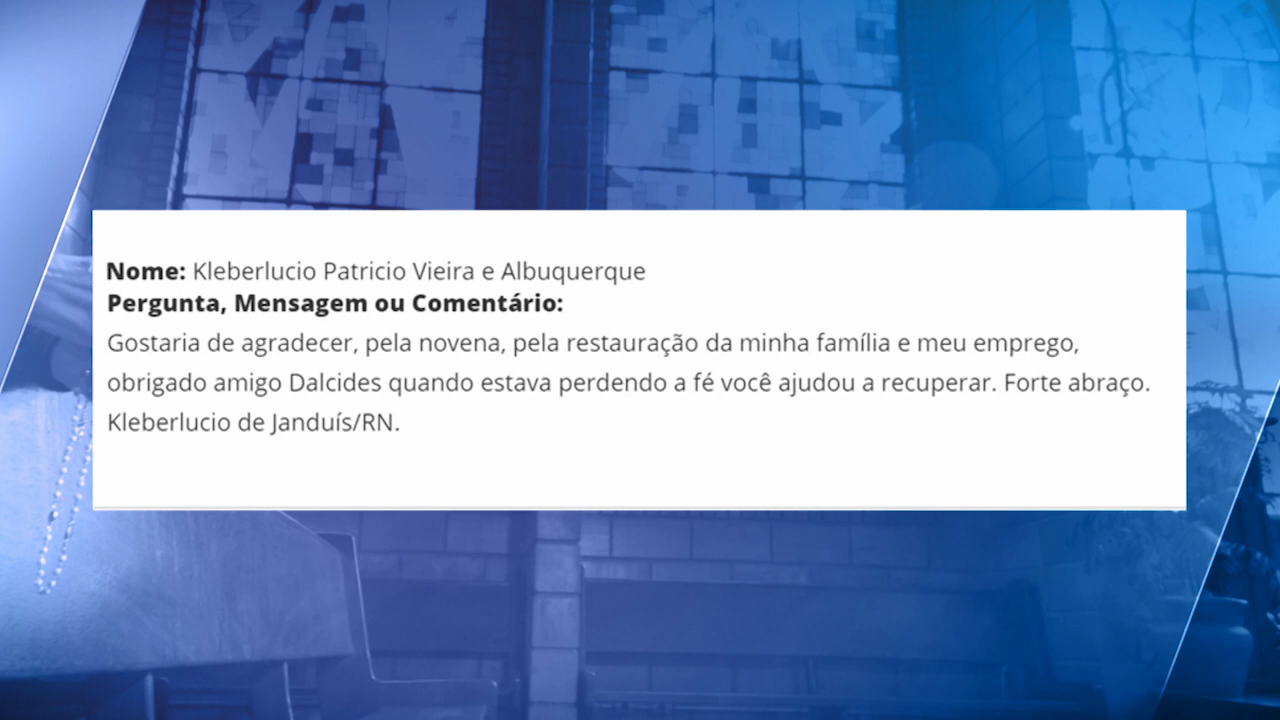 Nome: Kleberlucio Patricio Vieira e Albuquerque
Pergunta, Mensagem ou Comentário:
Gostaria de agradecer, pela novena, pela restauração da minha família e meu emprego,
obrigado amigo Dalcides quando estava perdendo a fé você ajudou a recuperar. Forte abraço.
Kleberlucio de Janduís/RN.